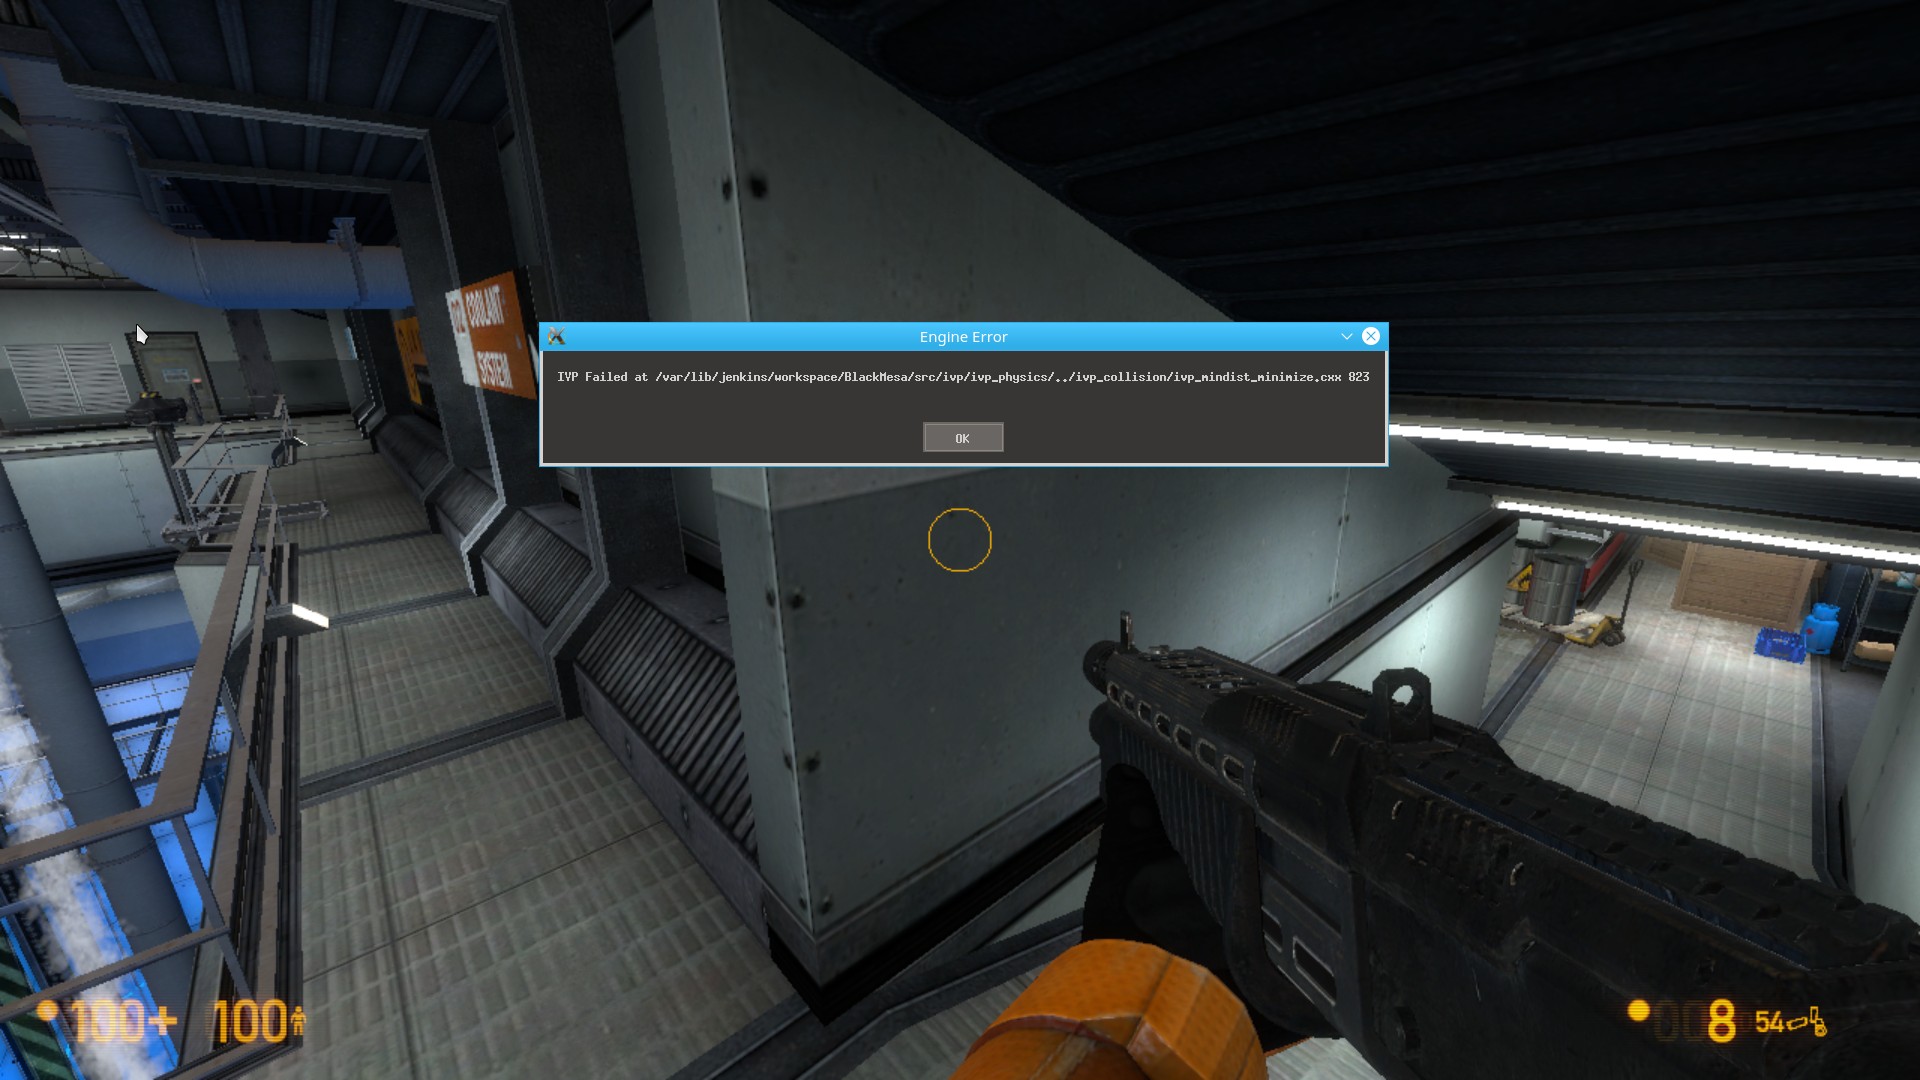 Engine Error
IVP Failed at /var/lib/jenkins/workspace/BlackMesa/src/ivp/ivp_physics/../ivp_collision/ivp_mindist_minimize.cxx 823
OK
COOLANT
SYSTEM
100+ 100
8 54